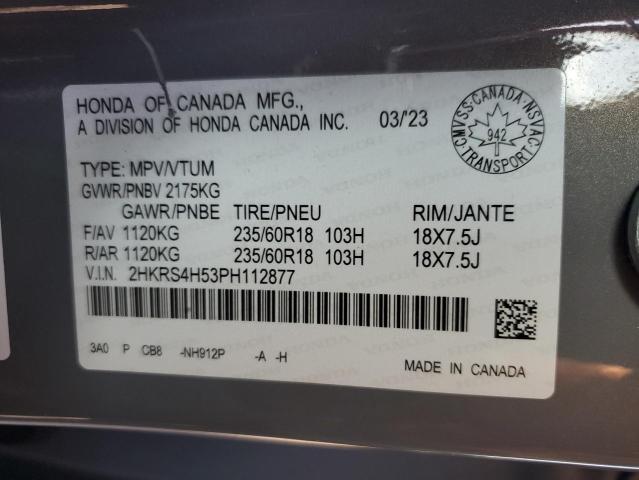 HONDA OF CANADA MFG.,
A DIVISION OF HONDA CANADA INC. 03/'23
CMVSS·CANADA·NSVAC
942
TRANSPORT
TYPE: MPV/VTUM
GVWR/PNBV 2175KG
GAWR/PNBE TIRE/PNEU RIM/JANTE
F/AV 1120KG 235/60R18 103H 18X7.5J
R/AR 1120KG 235/60R18 103H 18X7.5J
V.I.N. 2HKRS4H53PH112877
3A0 P CB8 -NH912P -A -H
MADE IN CANADA